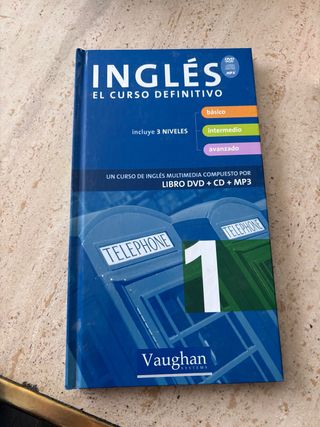 INGLÉS
EL CURSO DEFINITIVO
DVD
MP3
básico
incluye 3 NIVELES
intermedio
avanzado
UN CURSO DE INGLÉS MULTIMEDIA COMPUESTO POR
LIBRO DVD + CD + MP3
TELEPHONE
TELEPHONE
1
Vaughan
SYSTEMS